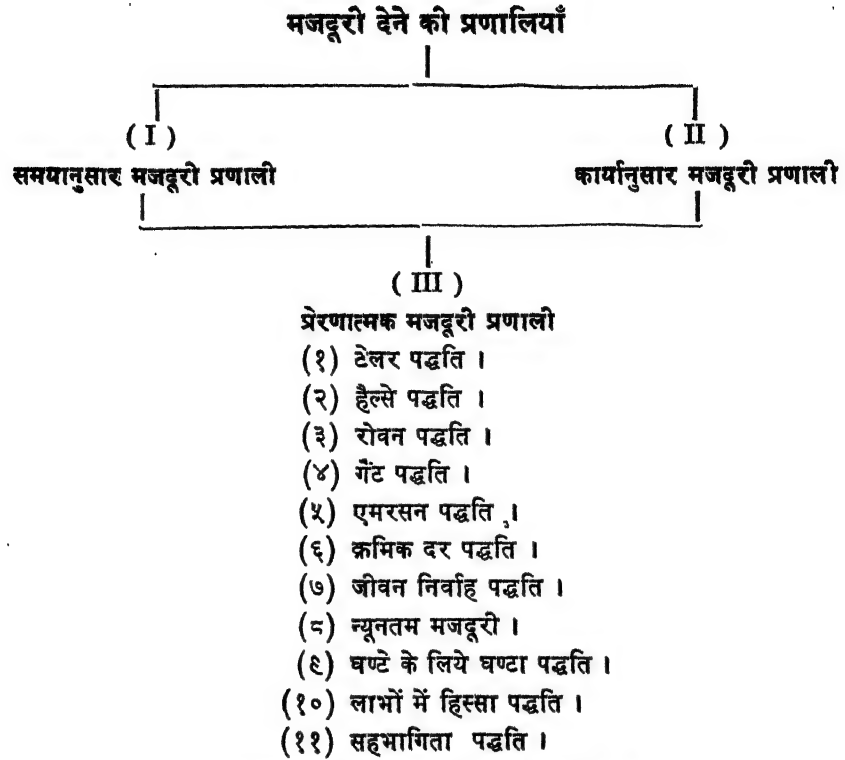 मजदूरी देने की प्रणालियाँ
( I ) ( II )
समयानुसार मजदूरी प्रणाली कार्यानुसार मजदूरी प्रणाली
( III )
प्रेरणात्मक मजदूरी प्रणाली
(१) टेलर पद्धति ।
(२) हैल्से पद्धति ।
(३) रोवन पद्धति ।
(४) गैंट पद्धति ।
(५) एमरसन पद्धति ।
(६) क्रमिक दर पद्धति ।
(७) जीवन निर्वाह पद्धति ।
(८) न्यूनतम मजदूरी ।
(९) घण्टे के लिये घण्टा पद्धति ।
(१०) लाभों में हिस्सा पद्धति ।
(११) सहभागिता पद्धति ।